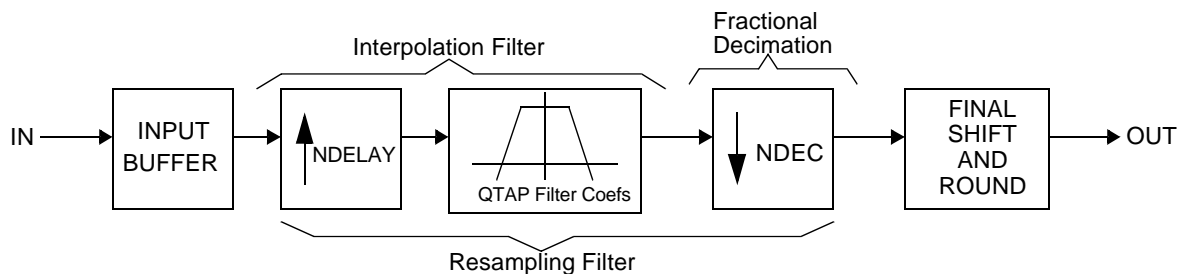 Fractional
Decimation
Interpolation Filter
IN
INPUT
BUFFER
NDELAY
QTAP Filter Coefs
NDEC
FINAL
SHIFT
AND
ROUND
OUT
Resampling Filter